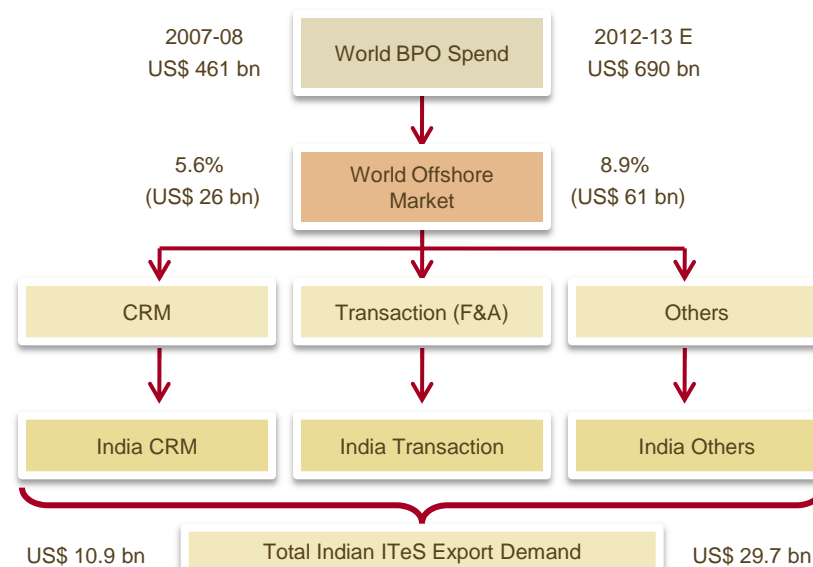 2007-08
US$ 461 bn
World BPO Spend
2012-13 E
US$ 690 bn
5.6%
(US$ 26 bn)
World Offshore
Market
8.9%
(US$ 61 bn)
CRM
Transaction (F&A)
Others
India CRM
India Transaction
India Others
US$ 10.9 bn
Total Indian ITeS Export Demand
US$ 29.7 bn